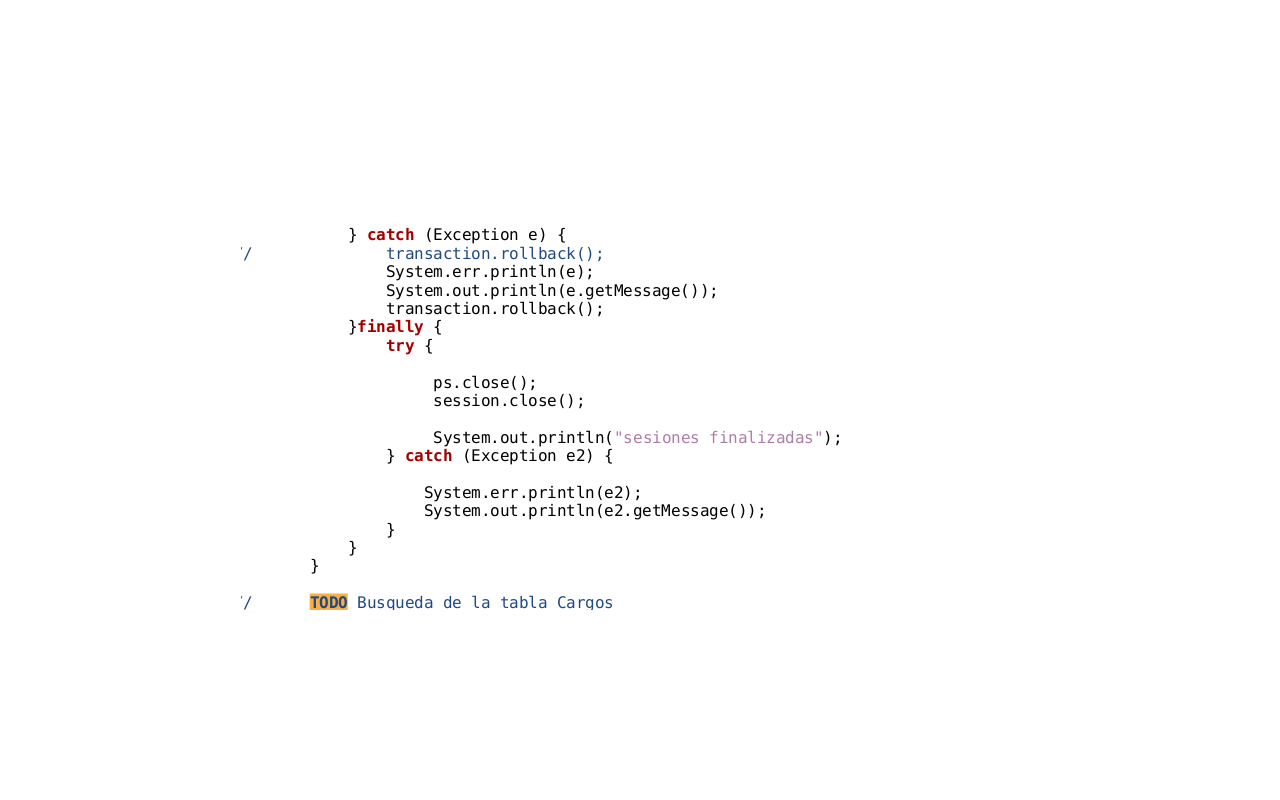 } catch (Exception e) {
/ transaction.rollback();
System.err.println(e);
System.out.println(e.getMessage());
transaction.rollback();
}finally {
try {
ps.close();
session.close();
System.out.println("sesiones finalizadas");
} catch (Exception e2) {
System.err.println(e2);
System.out.println(e2.getMessage());
}
}
}
/ TODO Busqueda de la tabla Cargos